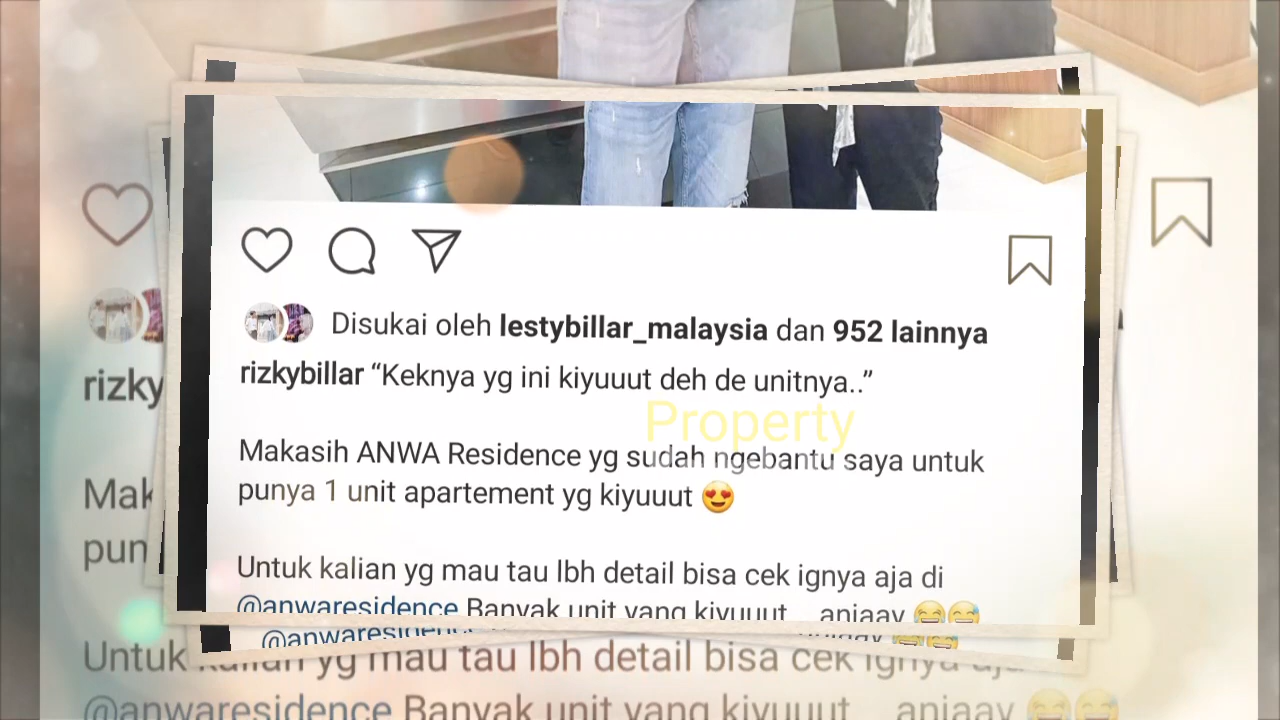 Disukai oleh lestybillar_malaysia dan 952 lainnya
rizkybillar “Keknya yg ini kiyuuut deh de unitnya..”
Property
Makasih ANWA Residence yg sudah ngebantu saya untuk
punya 1 unit apartement yg kiyuuut 😍
Untuk kalian yg mau tau lbh detail bisa cek ignya aja di
@anwaresidence Banyak unit yang kiyuuut... anjaay 😂😅
@anwaresidence anjaay 😂😅
rizky
Mak
pun
Untuk kalian yg mau tau lbh detail bisa cek ignya aja
@anwaresidence Banyak unit yang kiyuuut... anjaay 😂😅